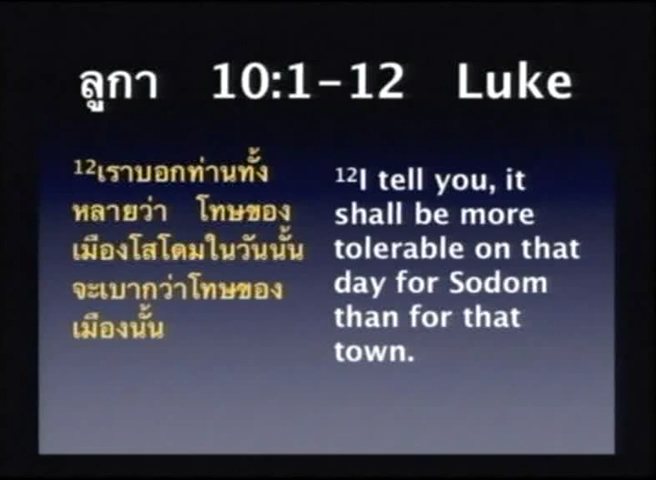 ลูกา 10:1-12 Luke
¹²เราบอกท่านทั้ง
หลายว่า โทษของ
เมืองโสโดมในวันนั้น
จะเบากว่าโทษของ
เมืองนั้น
¹²I tell you, it
shall be more
tolerable on that
day for Sodom
than for that
town.